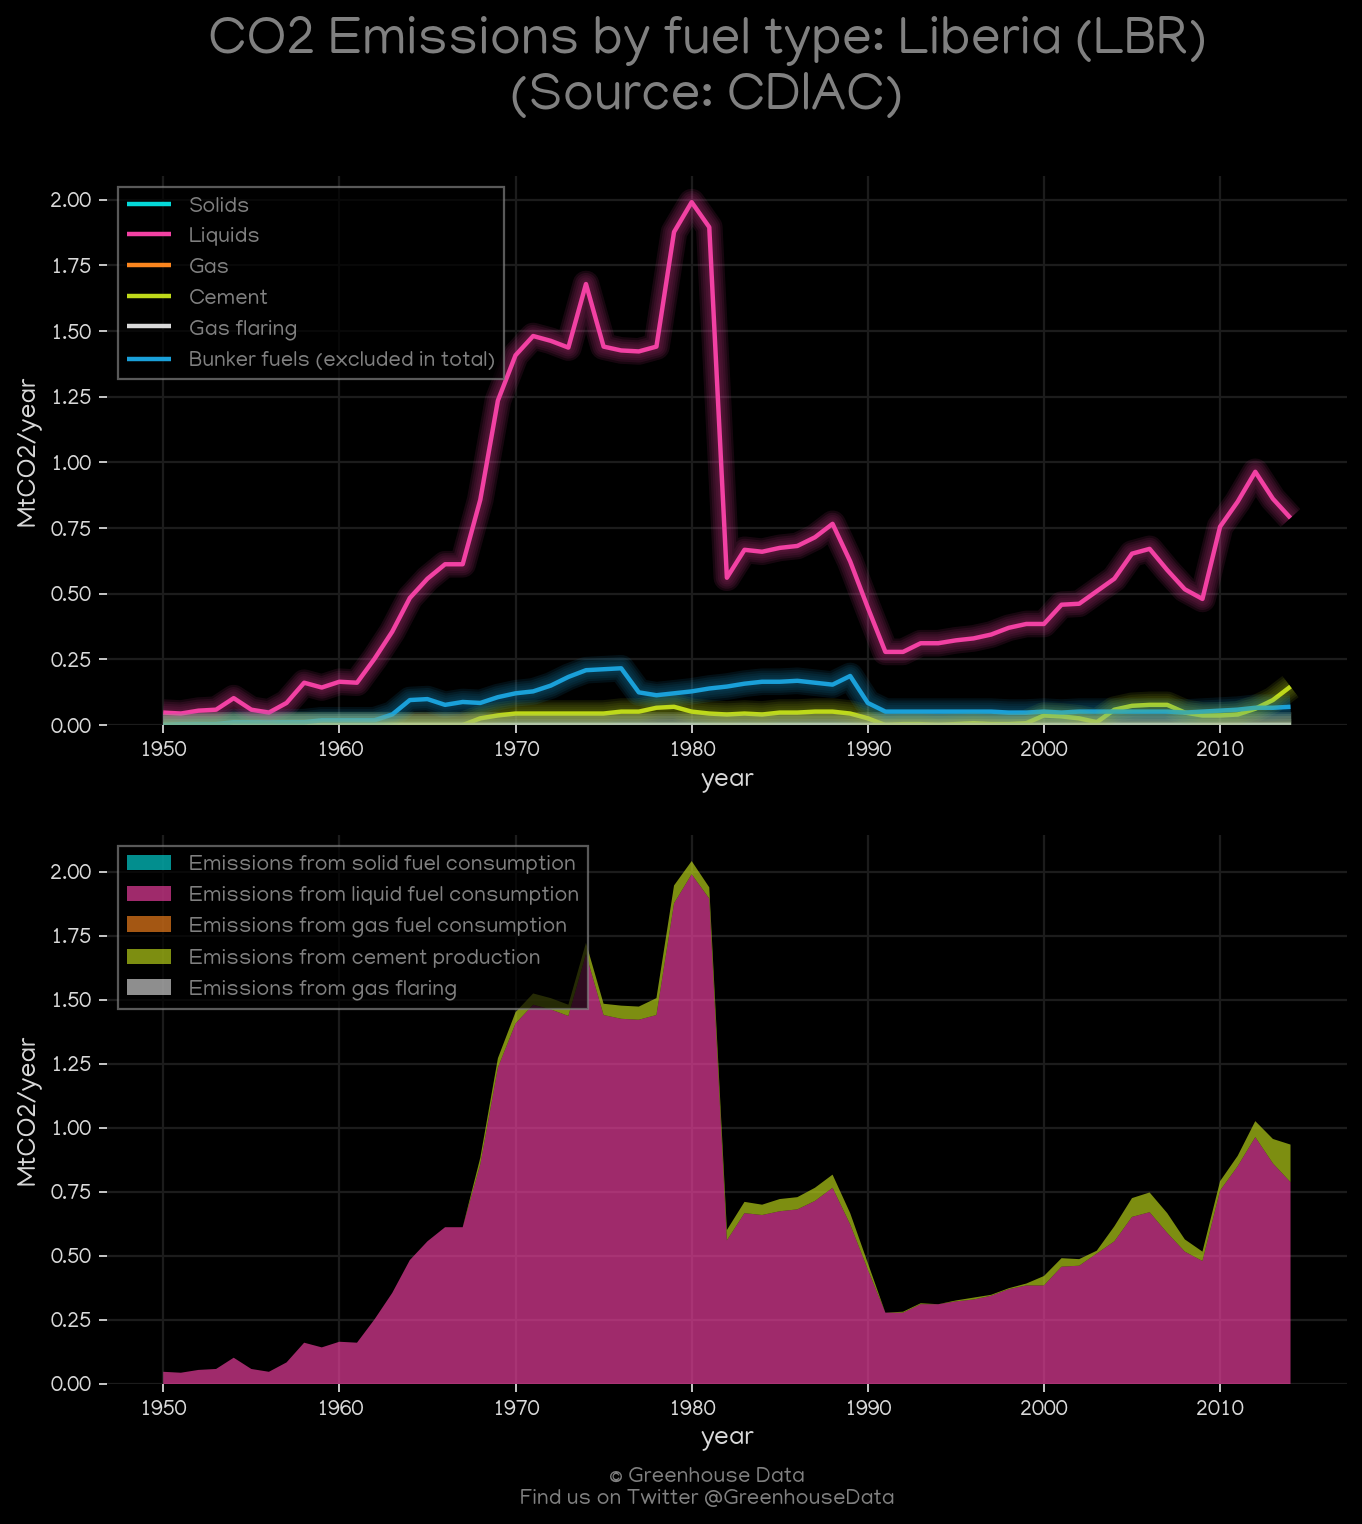 CO2 Emissions by fuel type: Liberia (LBR)
(Source: CDIAC)
Solids
Liquids
Gas
Cement
Gas flaring
Bunker fuels (excluded in total)
MtCO2/year
2.00
1.75
1.50
1.25
1.00
0.75
0.50
0.25
0.00
1950 1960 1970 1980 1990 2000 2010
year
Emissions from solid fuel consumption
Emissions from liquid fuel consumption
Emissions from gas fuel consumption
Emissions from cement production
Emissions from gas flaring
MtCO2/year
2.00
1.75
1.50
1.25
1.00
0.75
0.50
0.25
0.00
1950 1960 1970 1980 1990 2000 2010
year
© Greenhouse Data
Find us on Twitter @GreenhouseData